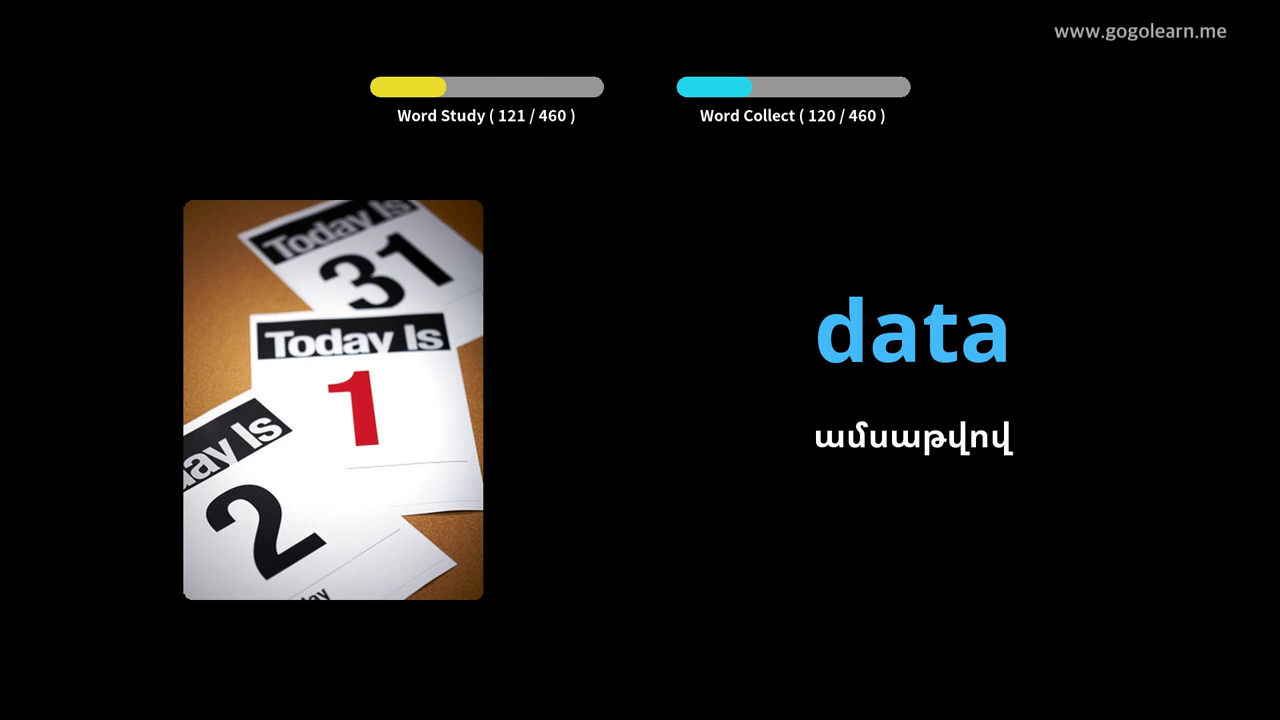 www.gogolearn.me
Word Study ( 121 / 460 )
Word Collect ( 120 / 460 )
Today Is
31
Today Is
1
ay Is
2
day
data
ամսաթվով